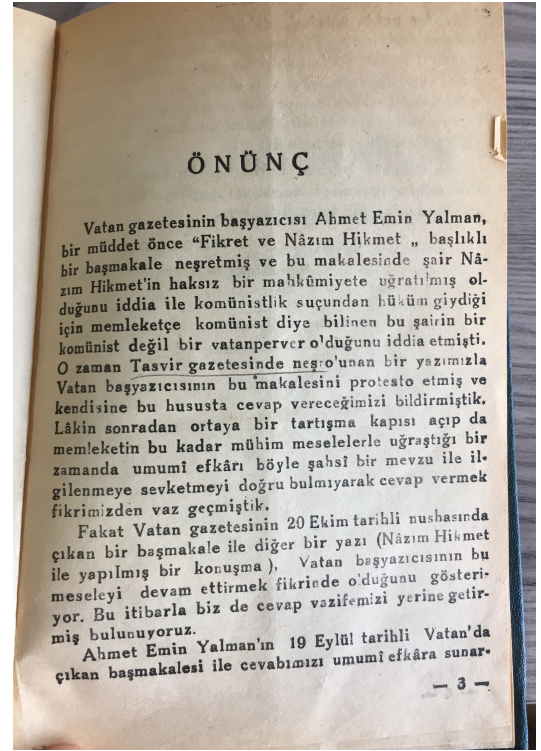 ÖNÜNÇ
Vatan gazetesinin başyazıcısı Ahmet Emin Yalman,
bir müddet önce “Fikret ve Nâzım Hikmet „ başlıklı
bir başmakale neşretmiş ve bu makalesinde şair Nâ-
zım Hikmet'in haksız bir mahkûmiyete uğratılmış ol-
duğunu iddia ile komünistlik suçundan hüküm giydiği
için memleketçe komünist diye bilinen bu şairin bir
komünist değil bir vatanperver o'duğunu iddia etmişti.
O zaman Tasvir gazetesinde neşro'unan bir yazımızla
Vatan başyazıcısının bu makalesini protesto etmiş ve
kendisine bu hususta cevap vereceğimizi bildirmiştik.
Lâkin sonradan ortaya bir tartışma kapısı açıp da
memleketin bu kadar mühim meselelerle uğraştığı bir
zamanda umumî efkârı böyle şahsî bir mevzu ile il-
gilenmeye sevketmeyi doğru bulmıyarak cevap vermek
fikrimizden vaz geçmiştik.
Fakat Vatan gazetesinin 20 Ekim tarihli nushasında
çıkan bir başmakale ile diğer bir yazı (Nâzım Hikmet
ile yapılmış bir konuşma ), Vatan başyazıcısının bu
meseleyi devam ettirmek fikrinde o'duğunu gösteri-
yor. Bu itibarla biz de cevap vazifemizi yerine getir-
miş bulunuyoruz.
Ahmet Emin Yalman'ın 19 Eylül tarihli Vatan'da
çıkan başmakalesi ile cevabımızı umumî efkâra sunar-
— 3 —